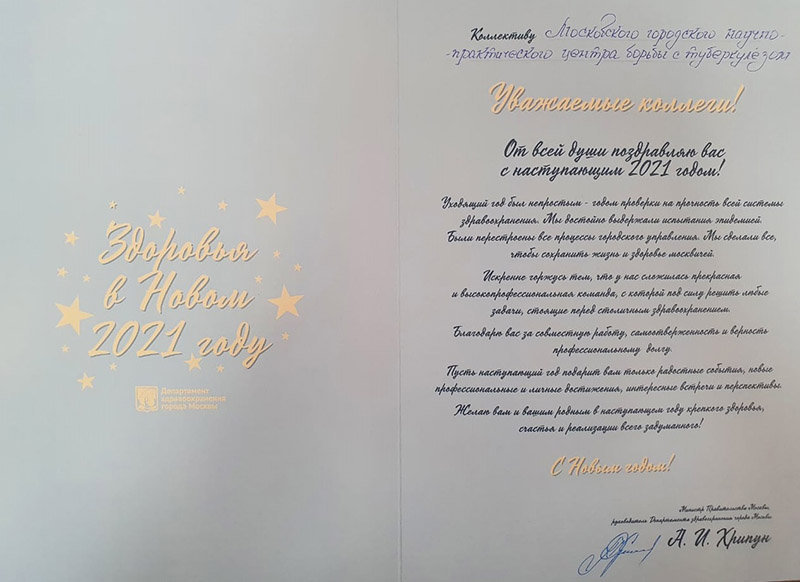 Здоровья
в Новом
2021 году
Департамент
здравоохранения
города Москвы
Коллективу Московского городского научно-
-практического центра борьбы с туберкулёзом
Уважаемые коллеги!
От всей души поздравляю вас
с наступающим 2021 годом!
Уходящий год был непростым - годом проверки на прочность всей системы
здравоохранения. Мы достойно выдержали испытания эпидемией.
Были перестроены все процессы городского управления. Мы сделали все,
чтобы сохранить жизнь и здоровье москвичей.
Искренне горжусь тем, что у нас сложилась прекрасная
и высокопрофессиональная команда, с которой под силу решить любые
задачи, стоящие перед столичным здравоохранением.
Благодарю вас за совместную работу, самоотверженность и верность
профессиональному долгу.
Пусть наступающий год подарит вам только радостные события, новые
профессиональные и личные достижения, интересные встречи и перспективы.
Желаю вам и вашим родным в наступающем году крепкого здоровья,
счастья и реализации всего задуманного!
С Новым годом!
Министр Правительства Москвы,
руководитель Департамента здравоохранения города Москвы
А. И. Хрипун